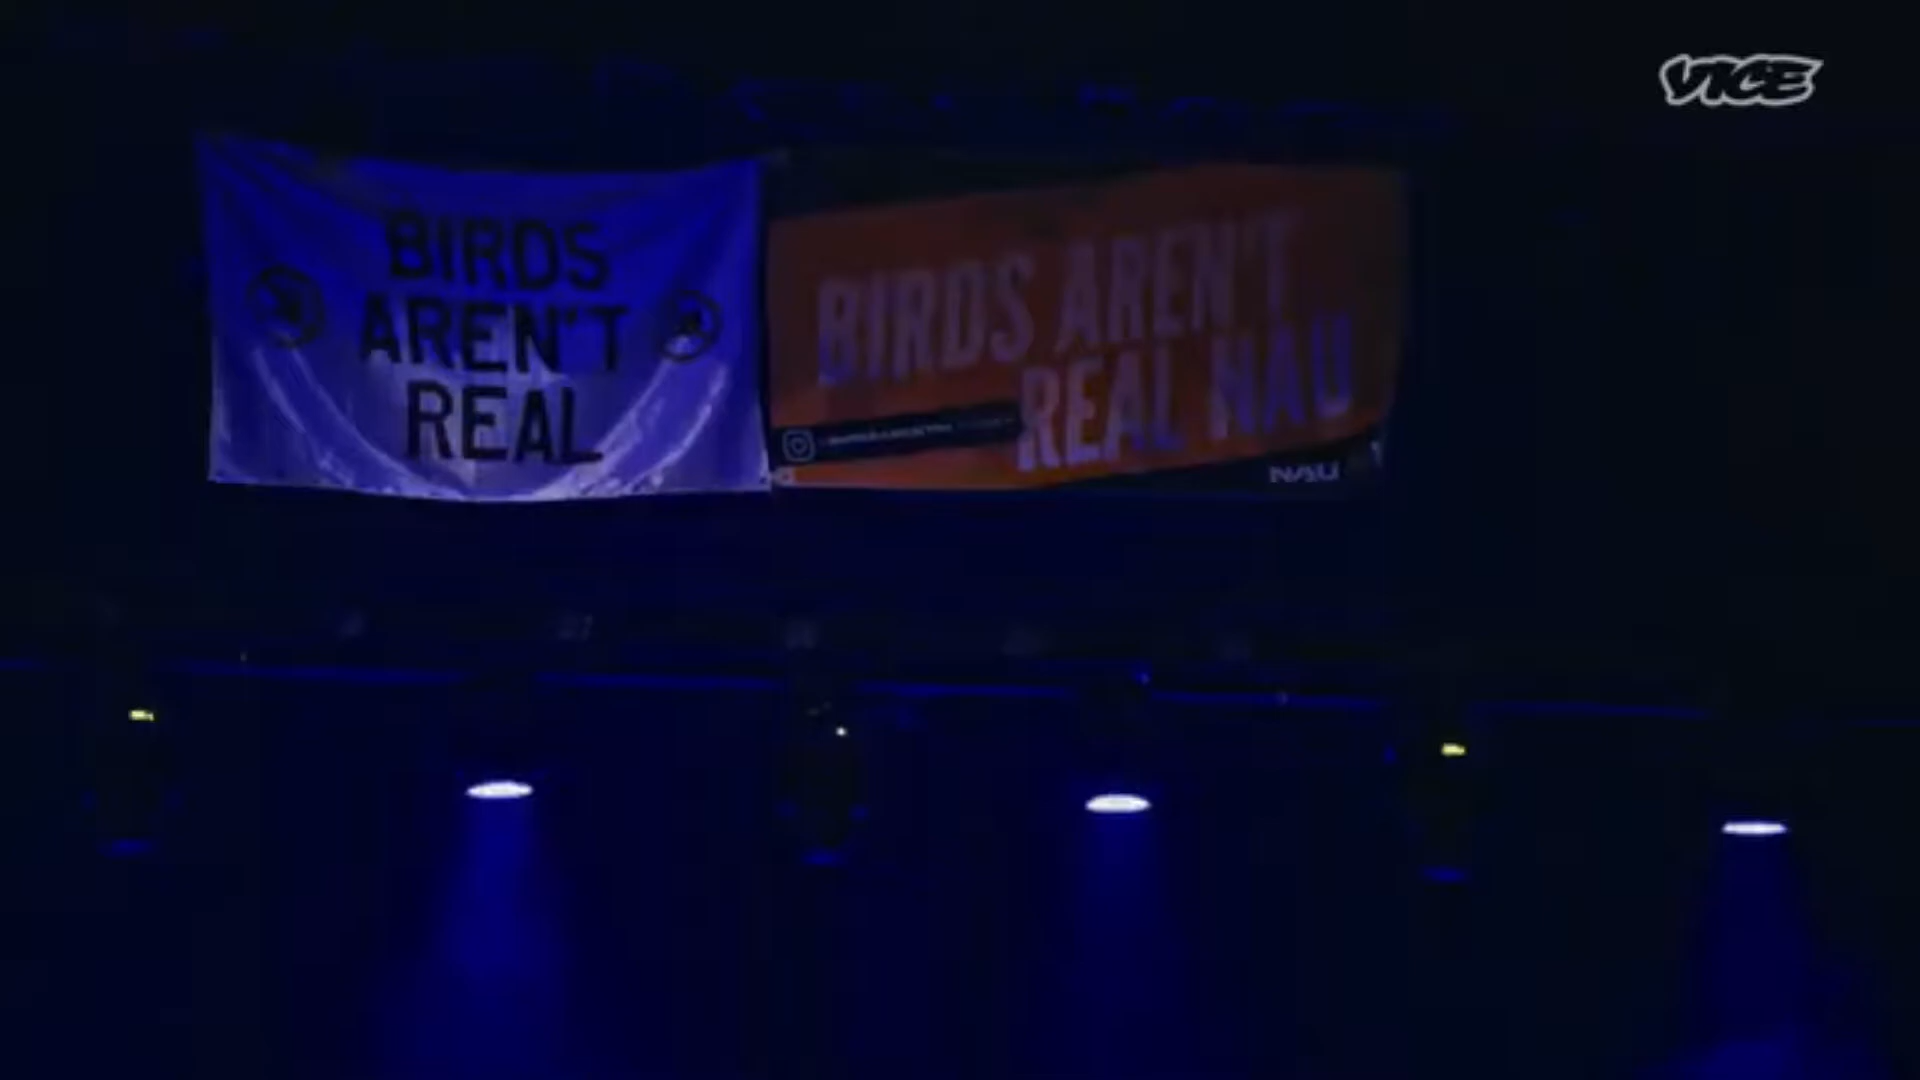 VICE
BIRDS
AREN'T
REAL
BIRDS AREN'T
REAL NAU
NAU